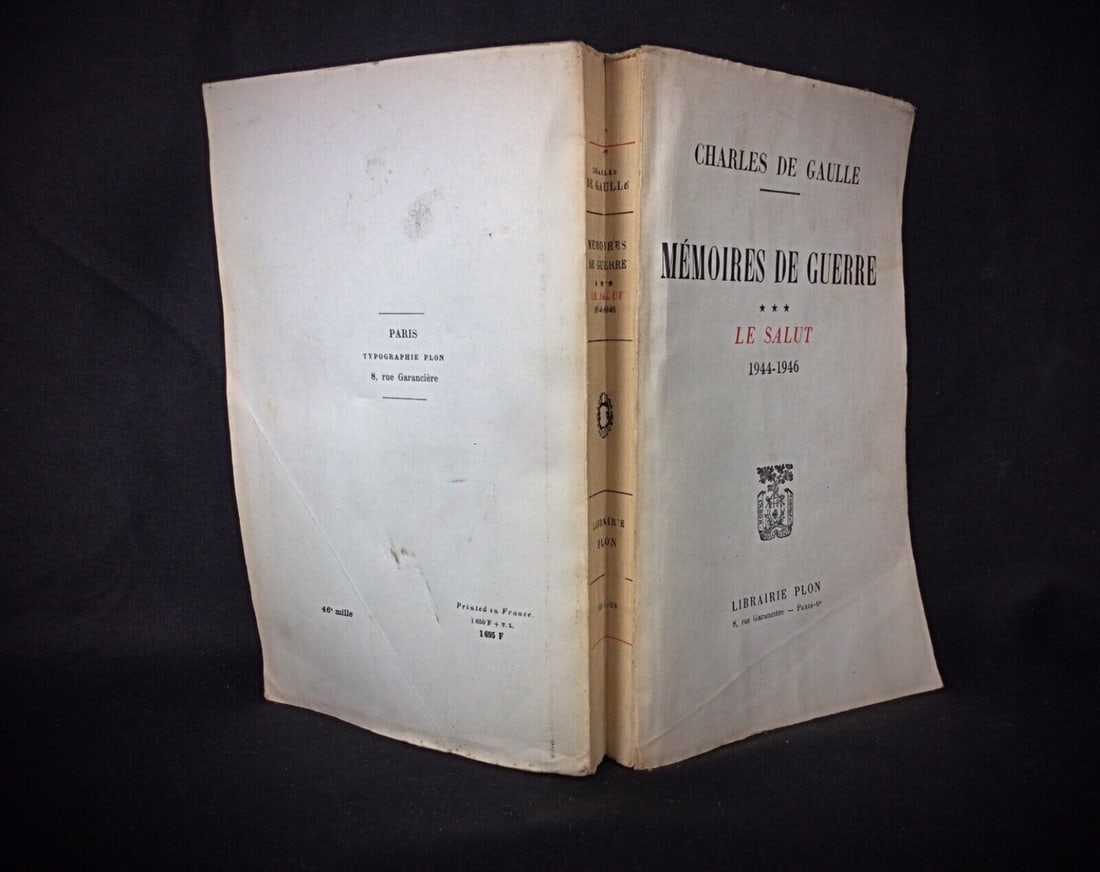 PARIS
TYPOGRAPHIE PLON
8, rue Garancière
46e mille
Printed in France.
1 650 F + T. L.
1 695 F
CHARLES
DE GAULLE
MÉMOIRES
DE GUERRE
★ ★ ★
LE SALUT
LIBRAIRIE
PLON
CHARLES DE GAULLE
MÉMOIRES DE GUERRE
★ ★ ★
LE SALUT
1944-1946
LIBRAIRIE PLON
8, rue Garancière — Paris-6e